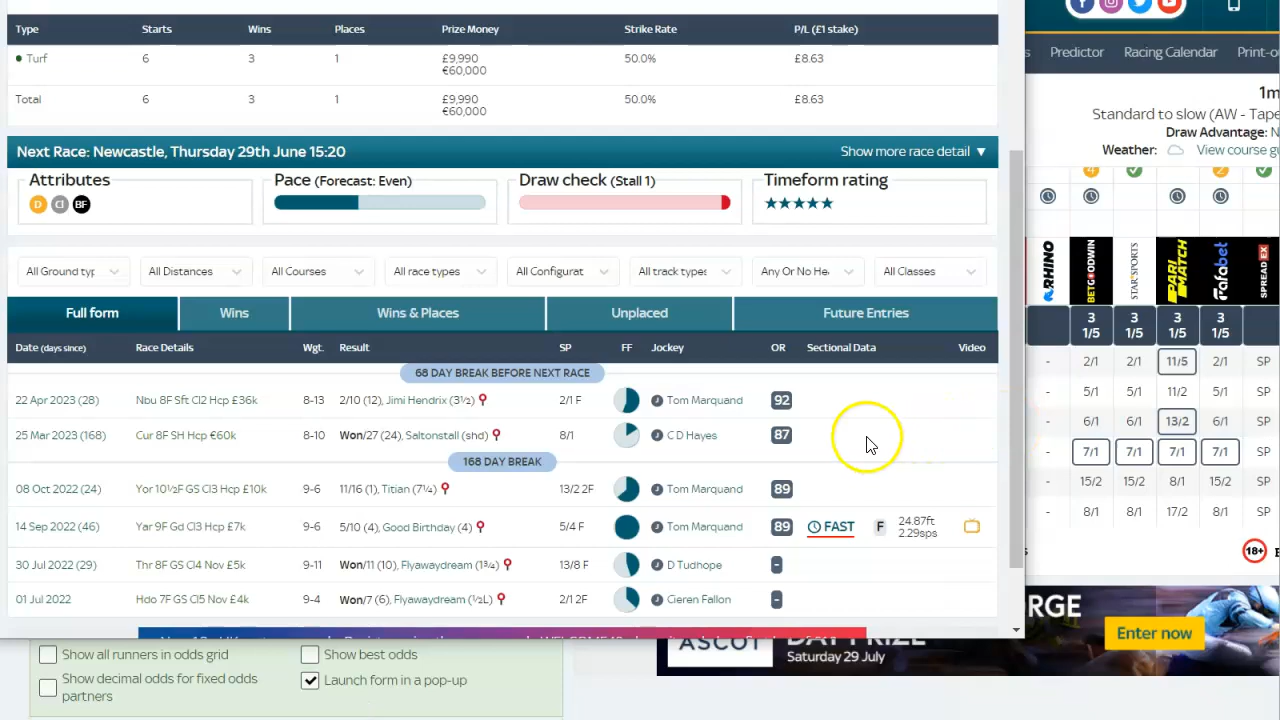 Type Starts Wins Places Prize Money Strike Rate P/L (£1 stake)
Turf 6 3 1 £9,990 50.0% £8.63
€60,000
Total 6 3 1 £9,990 50.0% £8.63
€60,000
Next Race: Newcastle, Thursday 29th June 15:20 Show more race detail ▼
Attributes Pace (Forecast: Even) Draw check (Stall 1) Timeform rating
D Cl BF ★★★★★
All Ground typ All Distances All Courses All race types All Configurat All track types Any Or No He All Classes
Full form Wins Wins & Places Unplaced Future Entries
Date (days since) Race Details Wgt. Result SP FF Jockey OR Sectional Data Video
68 DAY BREAK BEFORE NEXT RACE
22 Apr 2023 (28) Nbu 8F Sft Cl2 Hcp £36k 8-13 2/10 (12), Jimi Hendrix (3½) 2/1 F J Tom Marquand 92
25 Mar 2023 (168) Cur 8F SH Hcp €60k 8-10 Won/27 (24), Saltonstall (shd) 8/1 J C D Hayes 87
168 DAY BREAK
08 Oct 2022 (24) Yor 10½F GS Cl3 Hcp £10k 9-6 11/16 (1), Titian (7¼) 13/2 2F J Tom Marquand 89
14 Sep 2022 (46) Yar 9F Gd Cl3 Hcp £7k 9-6 5/10 (4), Good Birthday (4) 5/4 F J Tom Marquand 89 FAST F 24.87ft
2.29sps
30 Jul 2022 (29) Thr 8F GS Cl4 Nov £5k 9-11 Won/11 (10), Flyawaydream (1¾) 13/8 F J D Tudhope -
01 Jul 2022 Hdo 7F GS Cl5 Nov £4k 9-4 Won/7 (6), Flyawaydream (½L) 2/1 2F J Cieren Fallon -
Show all runners in odds grid Show best odds
Show decimal odds for fixed odds partners Launch form in a pop-up
Predictor Racing Calendar Print-o
1m
Standard to slow (AW - Tape
Draw Advantage: N
Weather: View course gu
4 2
RHINO BETGOODWIN STAR SPORTS PARIMATCH Fafabet SPREADEX
3 3 3 3
1/5 1/5 1/5 1/5
- 2/1 2/1 11/5 2/1 SP
- 5/1 5/1 11/2 5/1 SP
- 6/1 6/1 13/2 6/1 SP
- 7/1 7/1 7/1 7/1 SP
- 15/2 15/2 8/1 15/2 SP
- 8/1 8/1 17/2 8/1 SP
18+
ASCOT
Saturday 29 July
RGE
Enter now